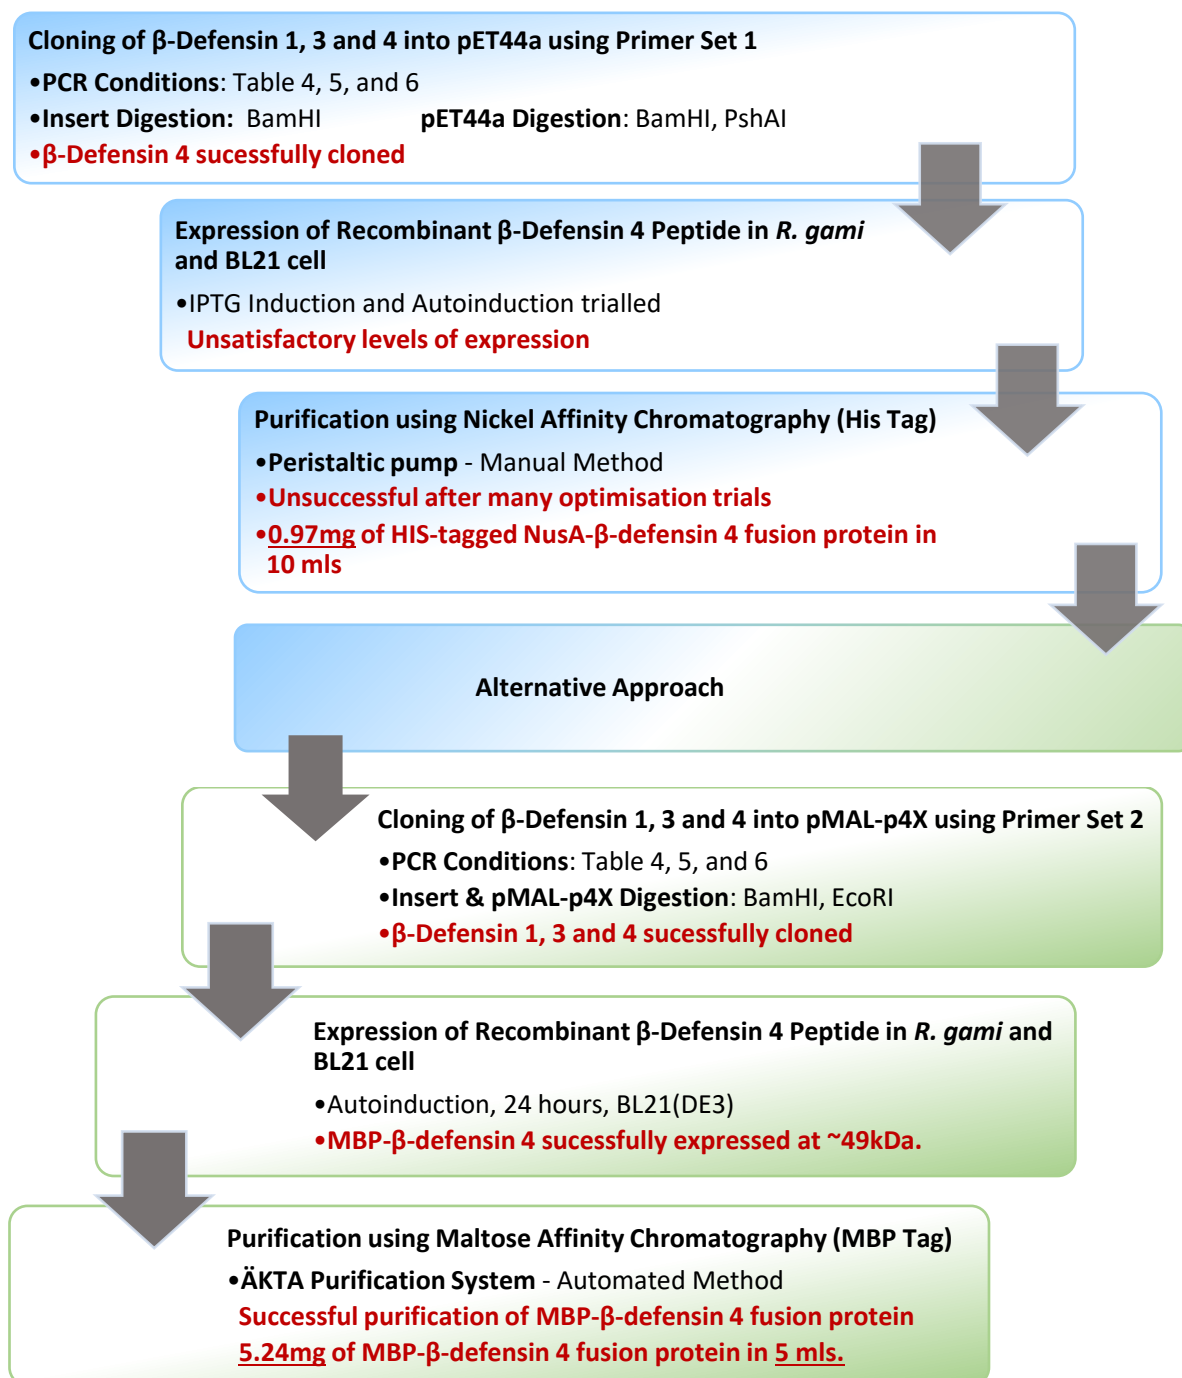 Cloning of β-Defensin 1, 3 and 4 into pET44a using Primer Set 1
•PCR Conditions: Table 4, 5, and 6
•Insert Digestion: BamHI pET44a Digestion: BamHI, PshAI
•β-Defensin 4 sucessfully cloned
Expression of Recombinant β-Defensin 4 Peptide in R. gami
and BL21 cell
•IPTG Induction and Autoinduction trialled
Unsatisfactory levels of expression
Purification using Nickel Affinity Chromatography (His Tag)
•Peristaltic pump - Manual Method
•Unsuccessful after many optimisation trials
•0.97mg of HIS-tagged NusA-β-defensin 4 fusion protein in
10 mls
Alternative Approach
Cloning of β-Defensin 1, 3 and 4 into pMAL-p4X using Primer Set 2
•PCR Conditions: Table 4, 5, and 6
•Insert & pMAL-p4X Digestion: BamHI, EcoRI
•β-Defensin 1, 3 and 4 sucessfully cloned
Expression of Recombinant β-Defensin 4 Peptide in R. gami and
BL21 cell
•Autoinduction, 24 hours, BL21(DE3)
•MBP-β-defensin 4 sucessfully expressed at ~49kDa.
Purification using Maltose Affinity Chromatography (MBP Tag)
•ÄKTA Purification System - Automated Method
Successful purification of MBP-β-defensin 4 fusion protein
5.24mg of MBP-β-defensin 4 fusion protein in 5 mls.